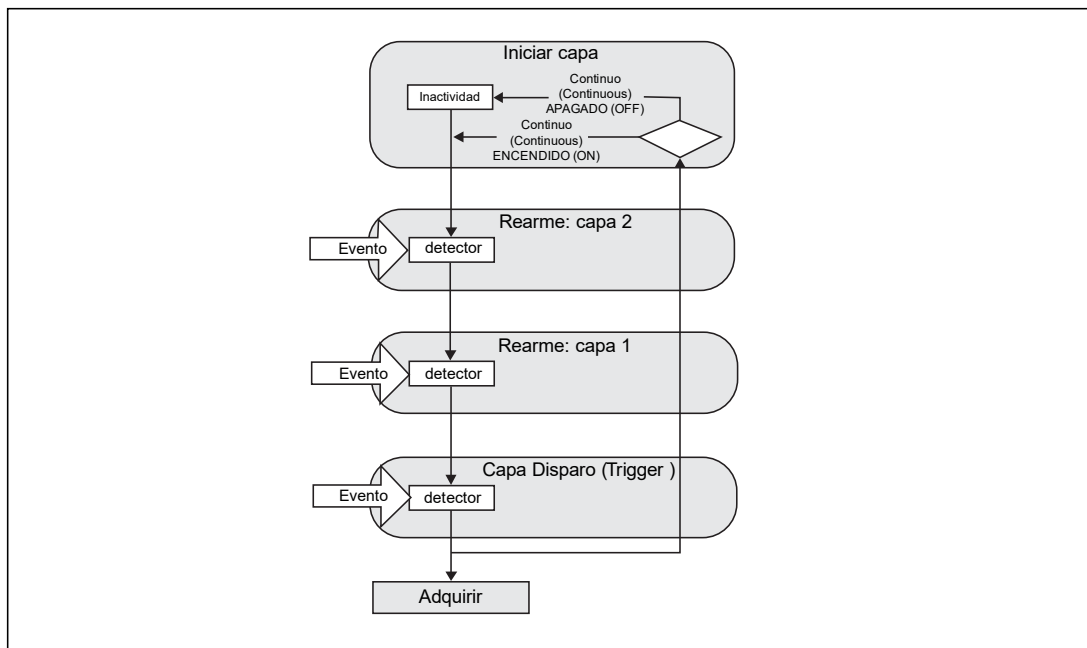 Iniciar capa
Inactividad
Continuo
(Continuous)
APAGADO (OFF)
Continuo
(Continuous)
ENCENDIDO (ON)
Rearme: capa 2
Evento
detector
Rearme: capa 1
Evento
detector
Capa Disparo (Trigger )
Evento
detector
Adquirir